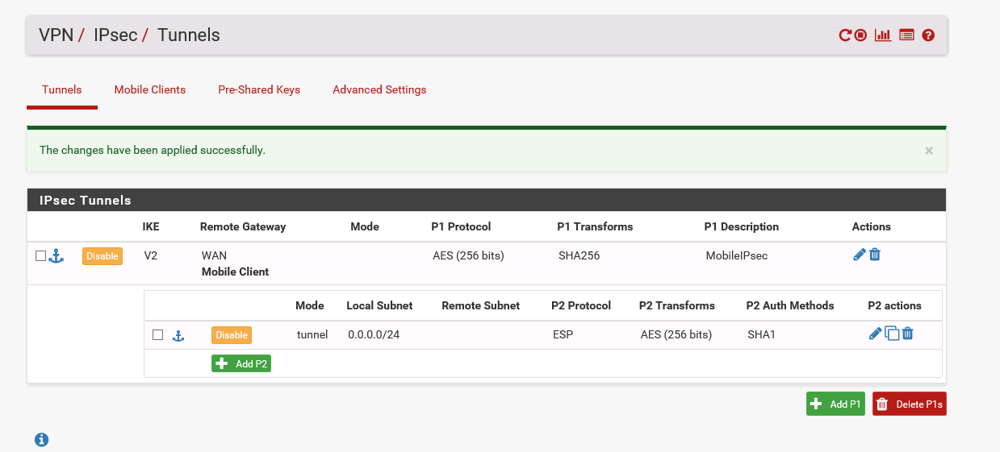 VPN / IPsec / Tunnels
Tunnels Mobile Clients Pre-Shared Keys Advanced Settings
The changes have been applied successfully. ×
IPsec Tunnels
IKE Remote Gateway Mode P1 Protocol P1 Transforms P1 Description Actions
Disable V2 WAN AES (256 bits) SHA256 MobileIPsec
Mobile Client
Mode Local Subnet Remote Subnet P2 Protocol P2 Transforms P2 Auth Methods P2 actions
Disable tunnel 0.0.0.0/24 ESP AES (256 bits) SHA1
Add P2
Add P1 Delete P1s